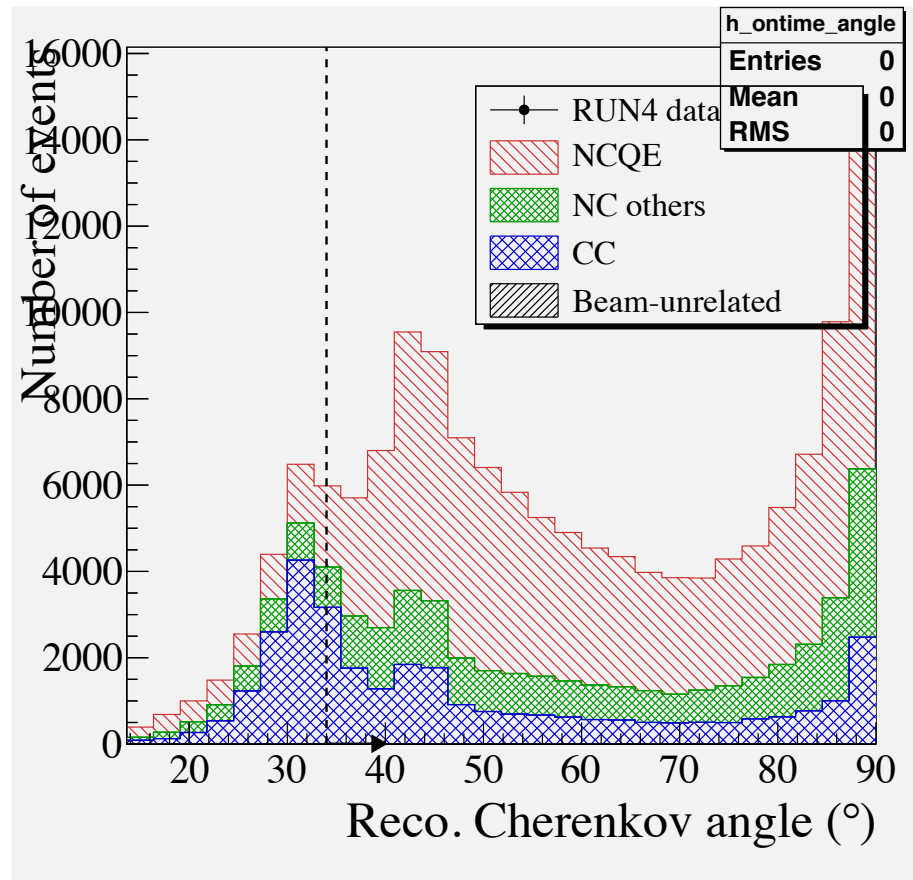 h_ontime_angle
Entries 0
Mean 0
RMS 0
RUN4 data
NCQE
NC others
CC
Beam-unrelated
Number of events
16000
14000
12000
10000
8000
6000
4000
2000
0
20 30 40 50 60 70 80 90
Reco. Cherenkov angle (°)